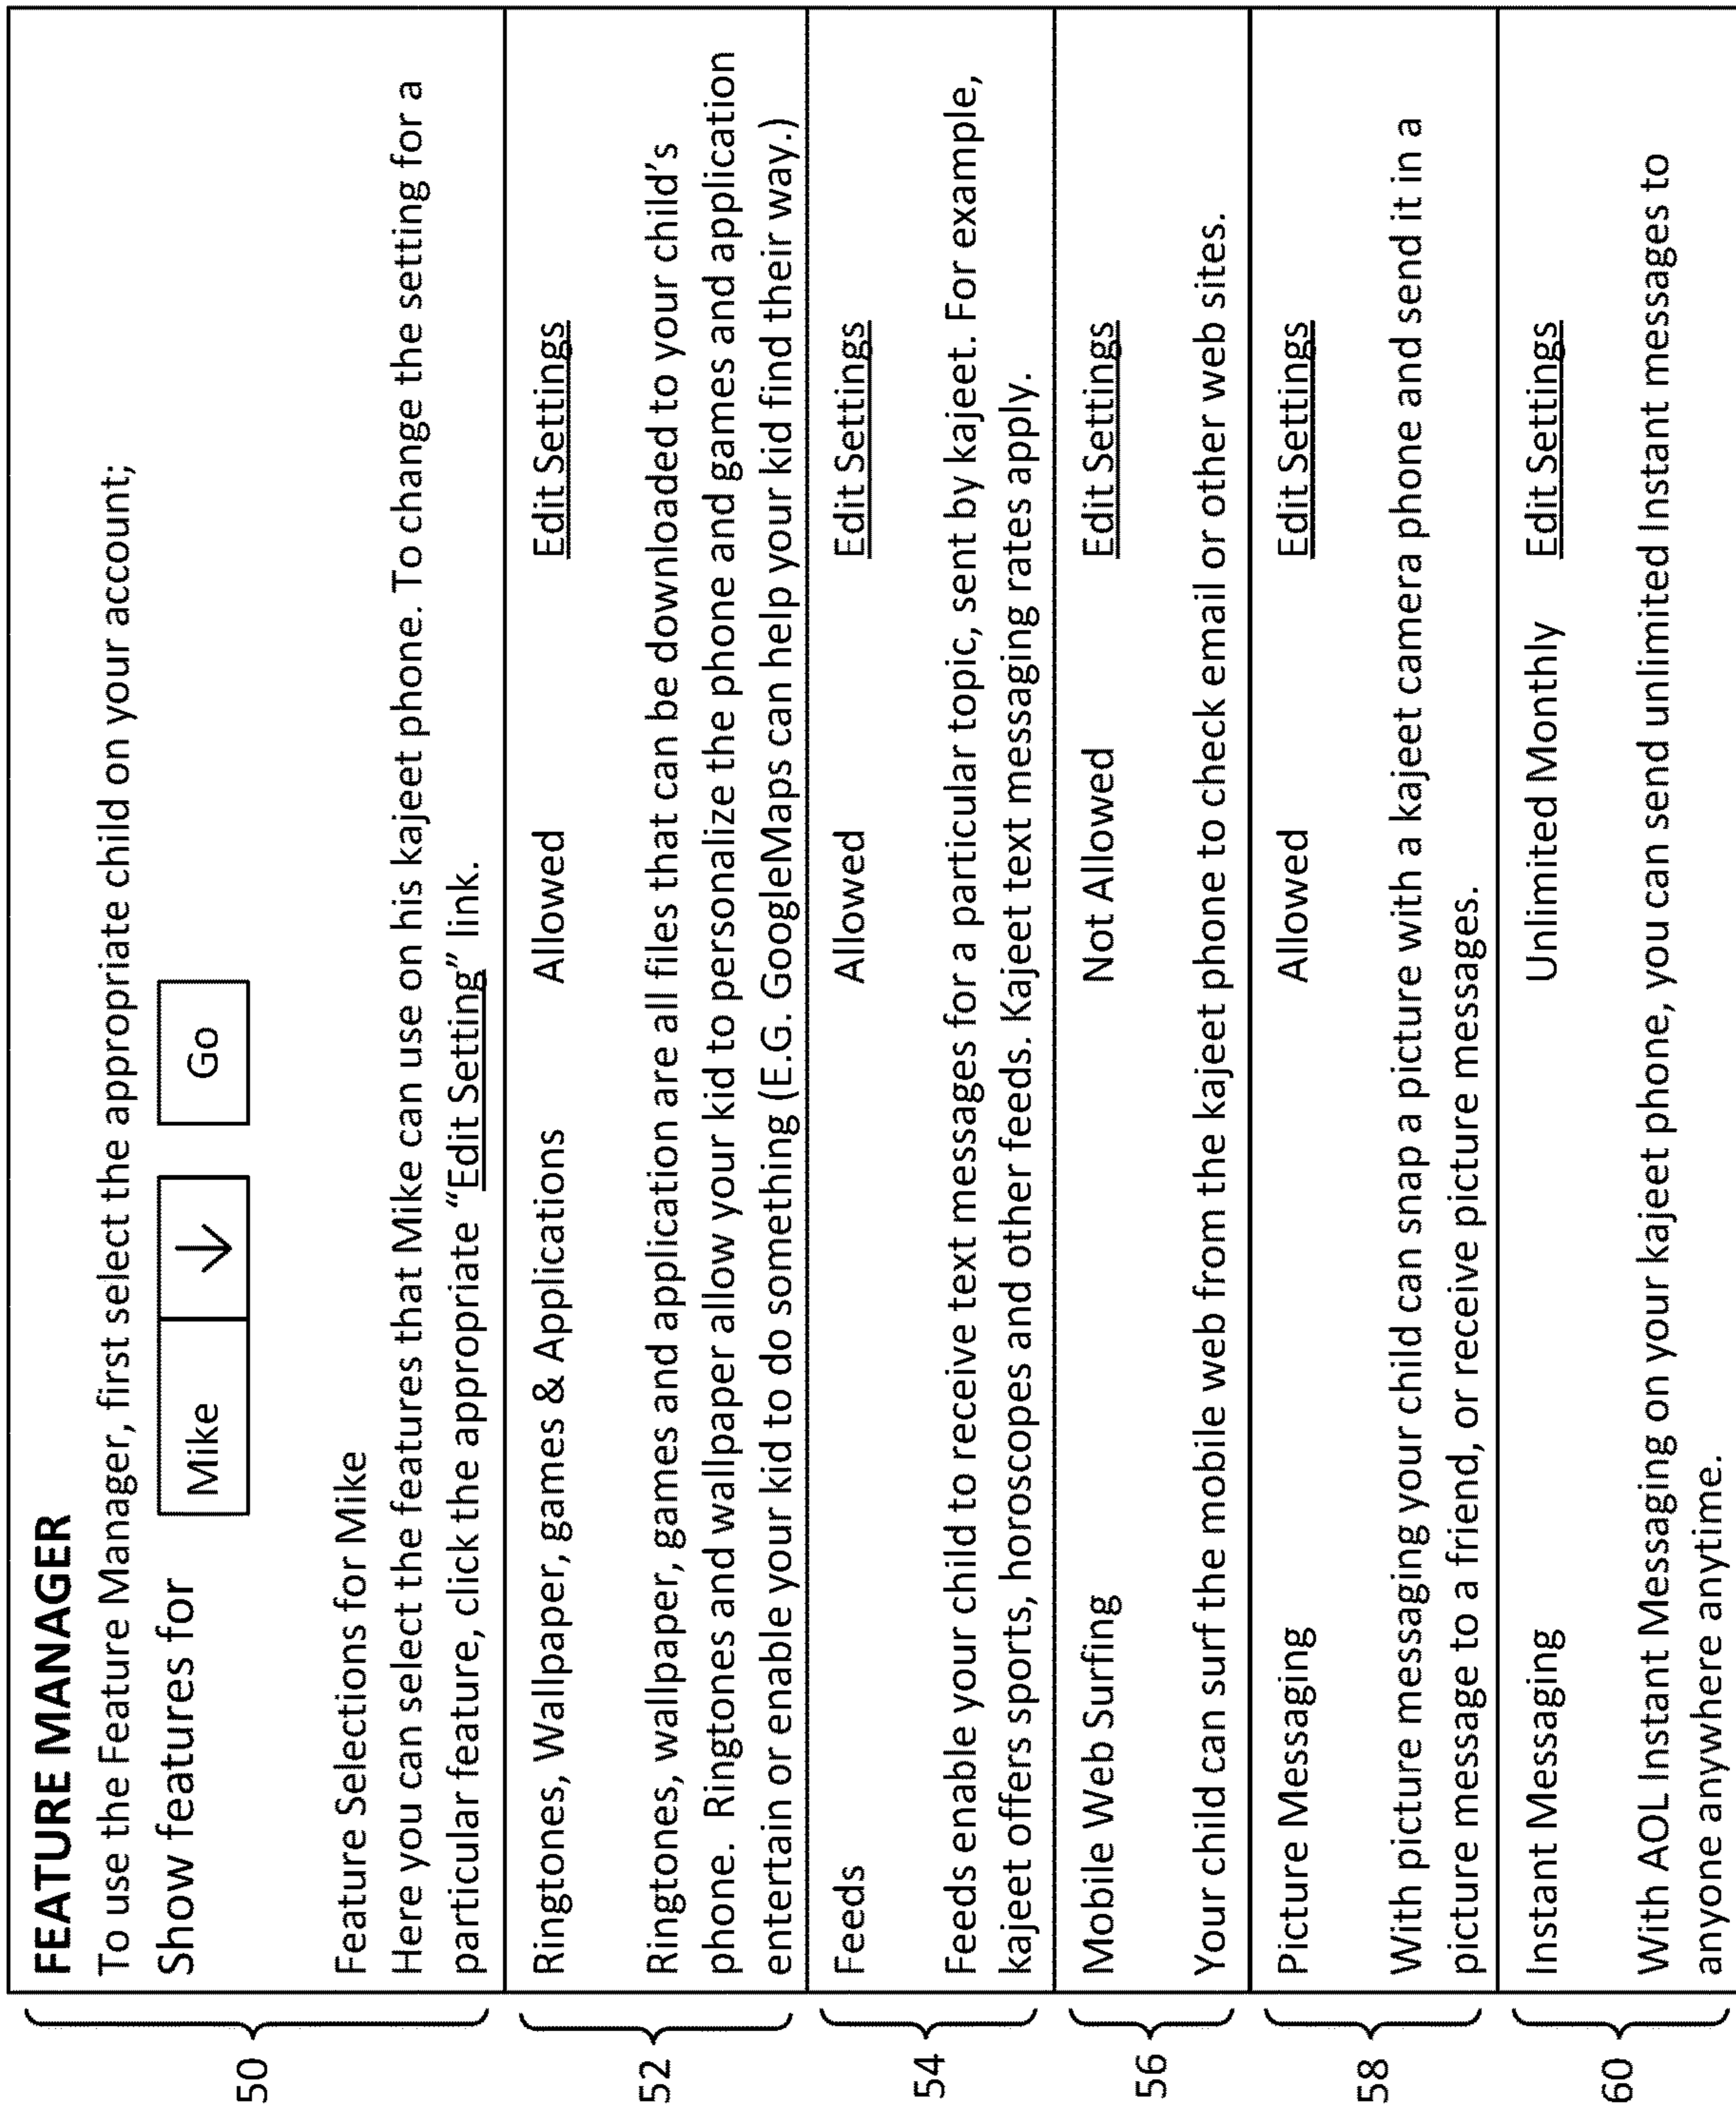 FEATURE MANAGER
To use the Feature Manager, first select the appropriate child on your account;
Show features for Mike ↓ Go
50
Feature Selections for Mike
Here you can select the features that Mike can use on his kajeet phone. To change the setting for a
particular feature, click the appropriate “Edit Setting” link.
Ringtones, Wallpaper, games & Applications Allowed Edit Settings
52
Ringtones, wallpaper, games and application are all files that can be downloaded to your child's
phone. Ringtones and wallpaper allow your kid to personalize the phone and games and application
entertain or enable your kid to do something (E.G. GoogleMaps can help your kid find their way.)
Feeds Allowed Edit Settings
54
Feeds enable your child to receive text messages for a particular topic, sent by kajeet. For example,
kajeet offers sports, horoscopes and other feeds. Kajeet text messaging rates apply.
Mobile Web Surfing Not Allowed Edit Settings
56
Your child can surf the mobile web from the kajeet phone to check email or other web sites.
Picture Messaging Allowed Edit Settings
58
With picture messaging your child can snap a picture with a kajeet camera phone and send it in a
picture message to a friend, or receive picture messages.
Instant Messaging Unlimited Monthly Edit Settings
60
With AOL Instant Messaging on your kajeet phone, you can send unlimited Instant messages to
anyone anywhere anytime.